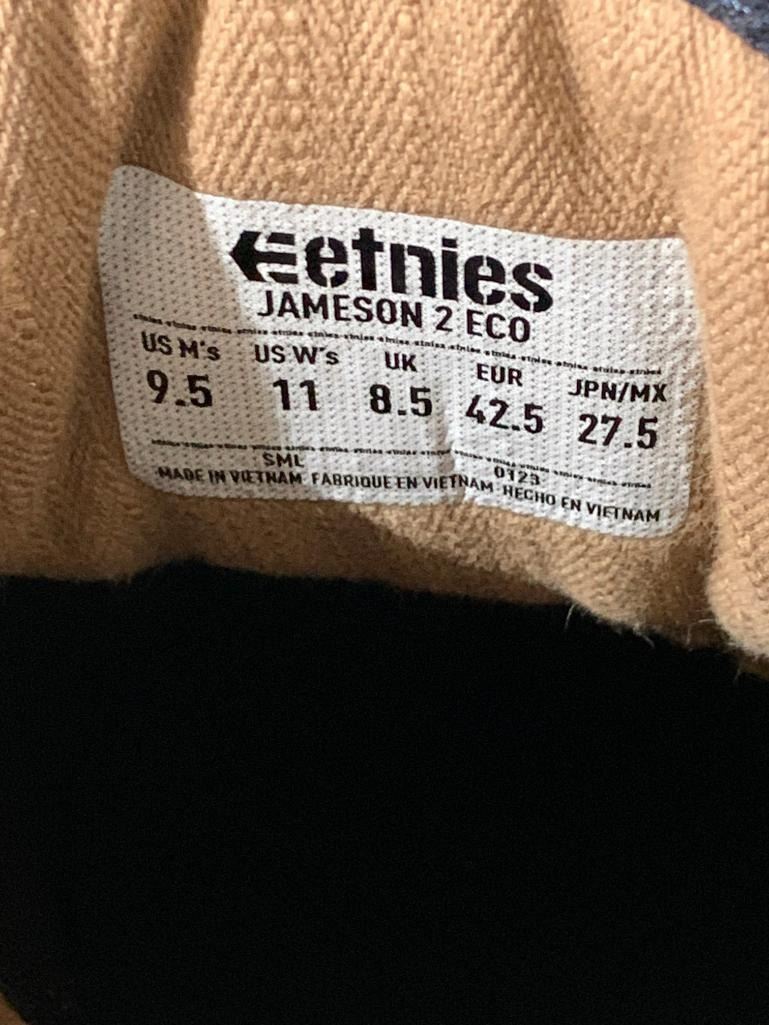 etnies
JAMESON 2 ECO
US M's US W's UK EUR JPN/MX
9.5 11 8.5 42.5 27.5
SML 0123
MADE IN VIETNAM FABRIQUE EN VIETNAM HECHO EN VIETNAM